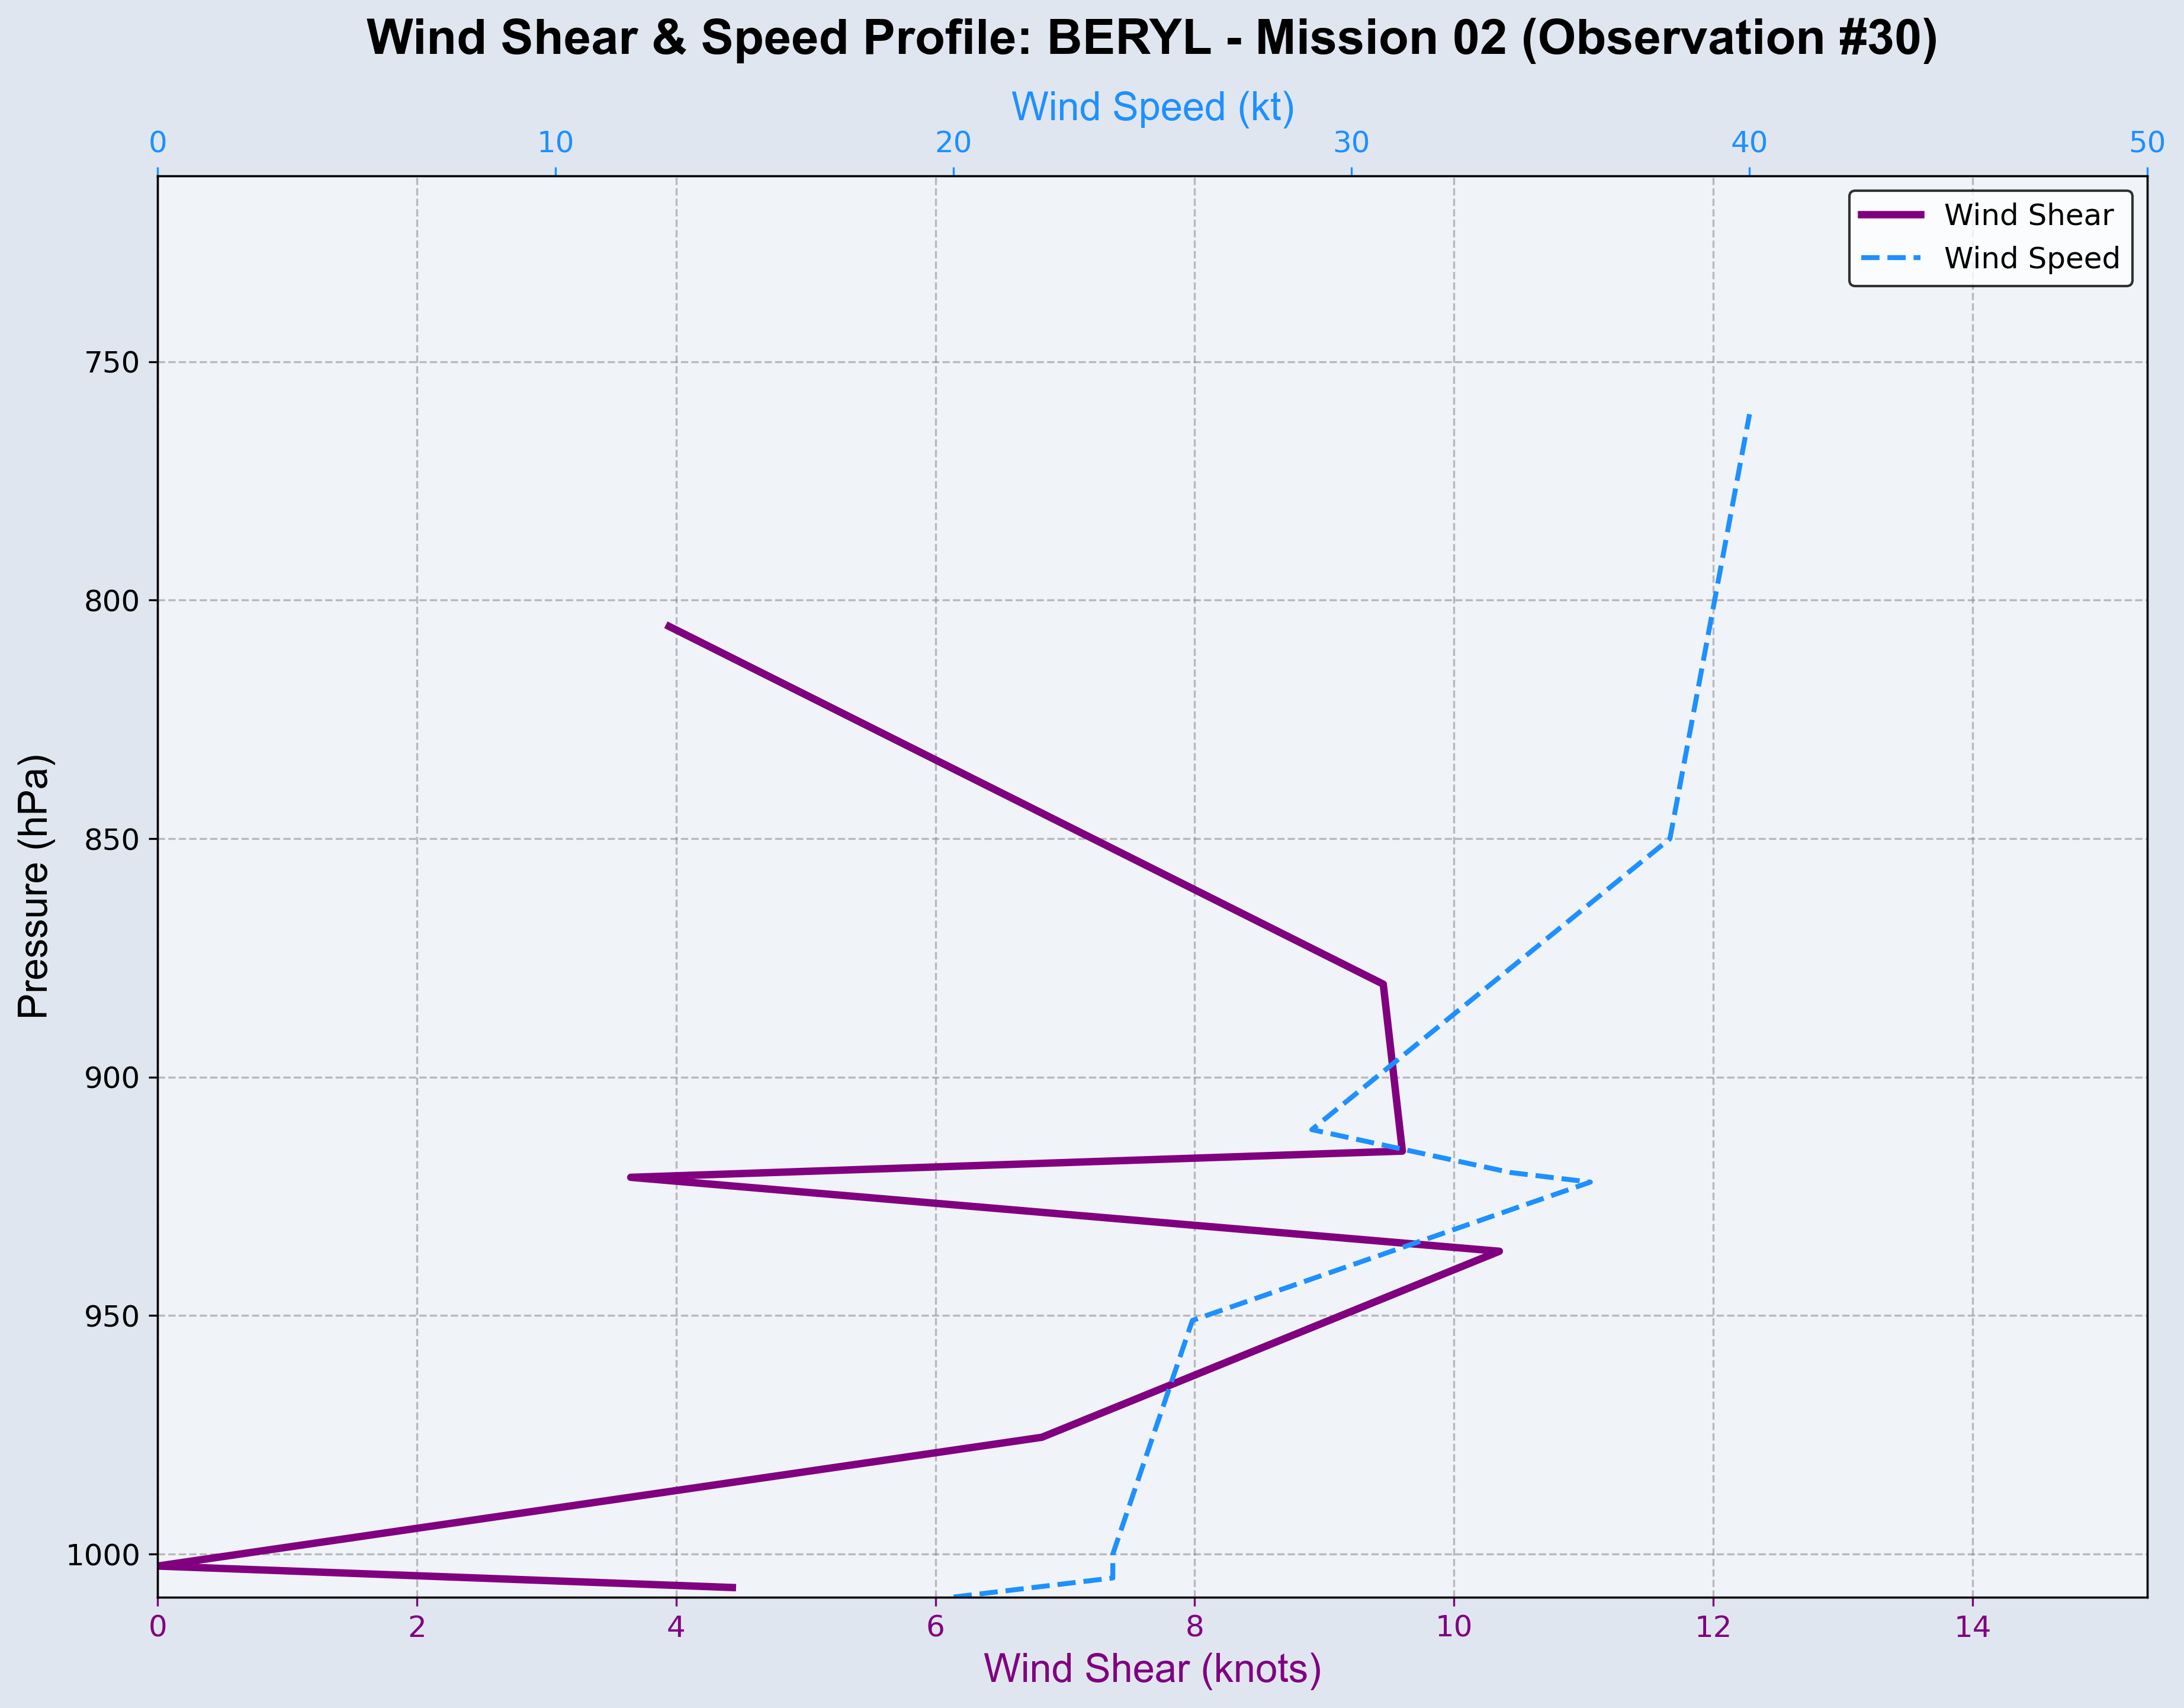 Wind Shear & Speed Profile: BERYL - Mission 02 (Observation #30)
Wind Speed (kt)
0 10 20 30 40 50
Wind Shear
Wind Speed
750
800
850
900
950
1000
Pressure (hPa)
0 2 4 6 8 10 12 14
Wind Shear (knots)